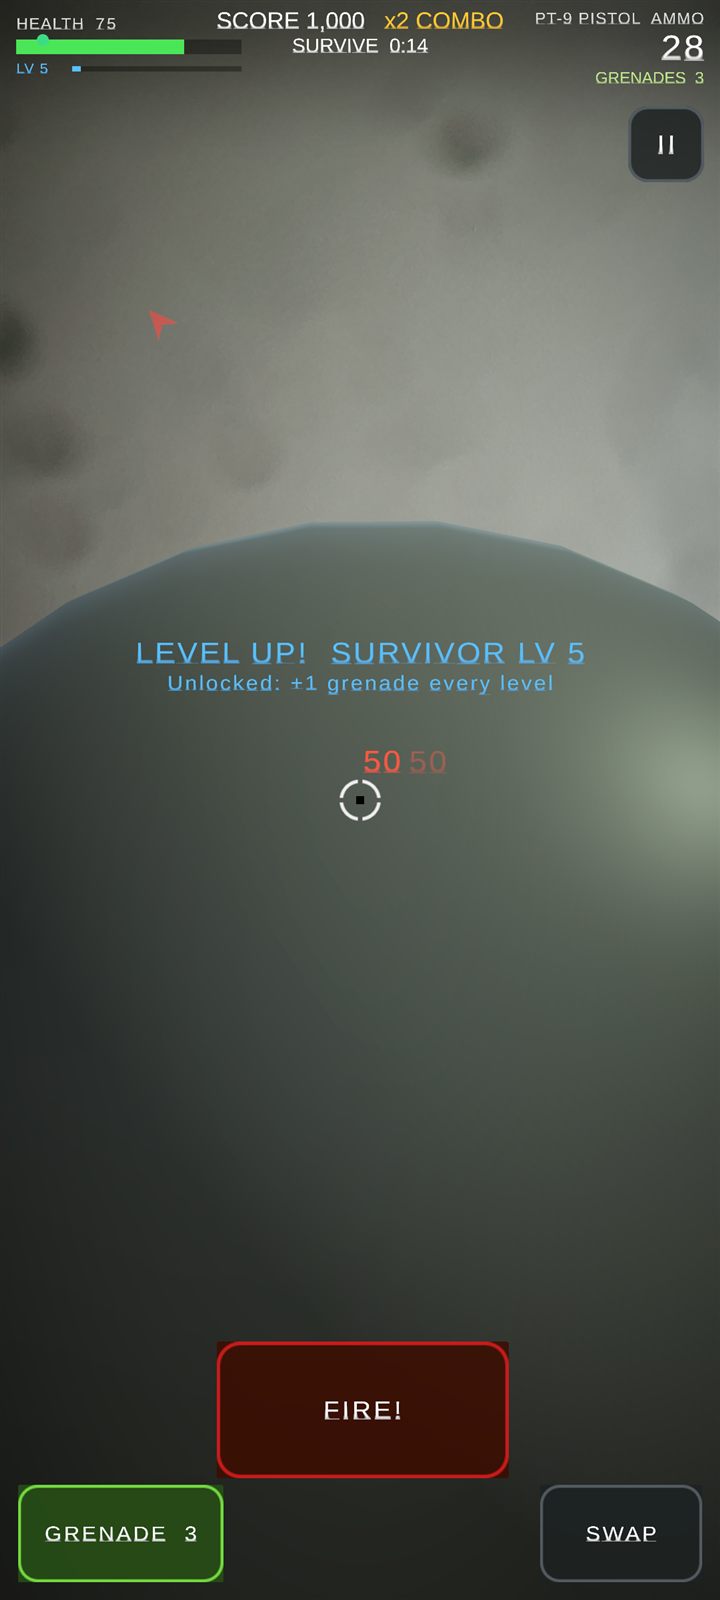 HEALTH 75
SCORE 1,000 x2 COMBO
PT-9 PISTOL AMMO
SURVIVE 0:14
28
LV 5
GRENADES 3
LEVEL UP! SURVIVOR LV 5
Unlocked: +1 grenade every level
50 50
FIRE!
GRENADE 3
SWAP